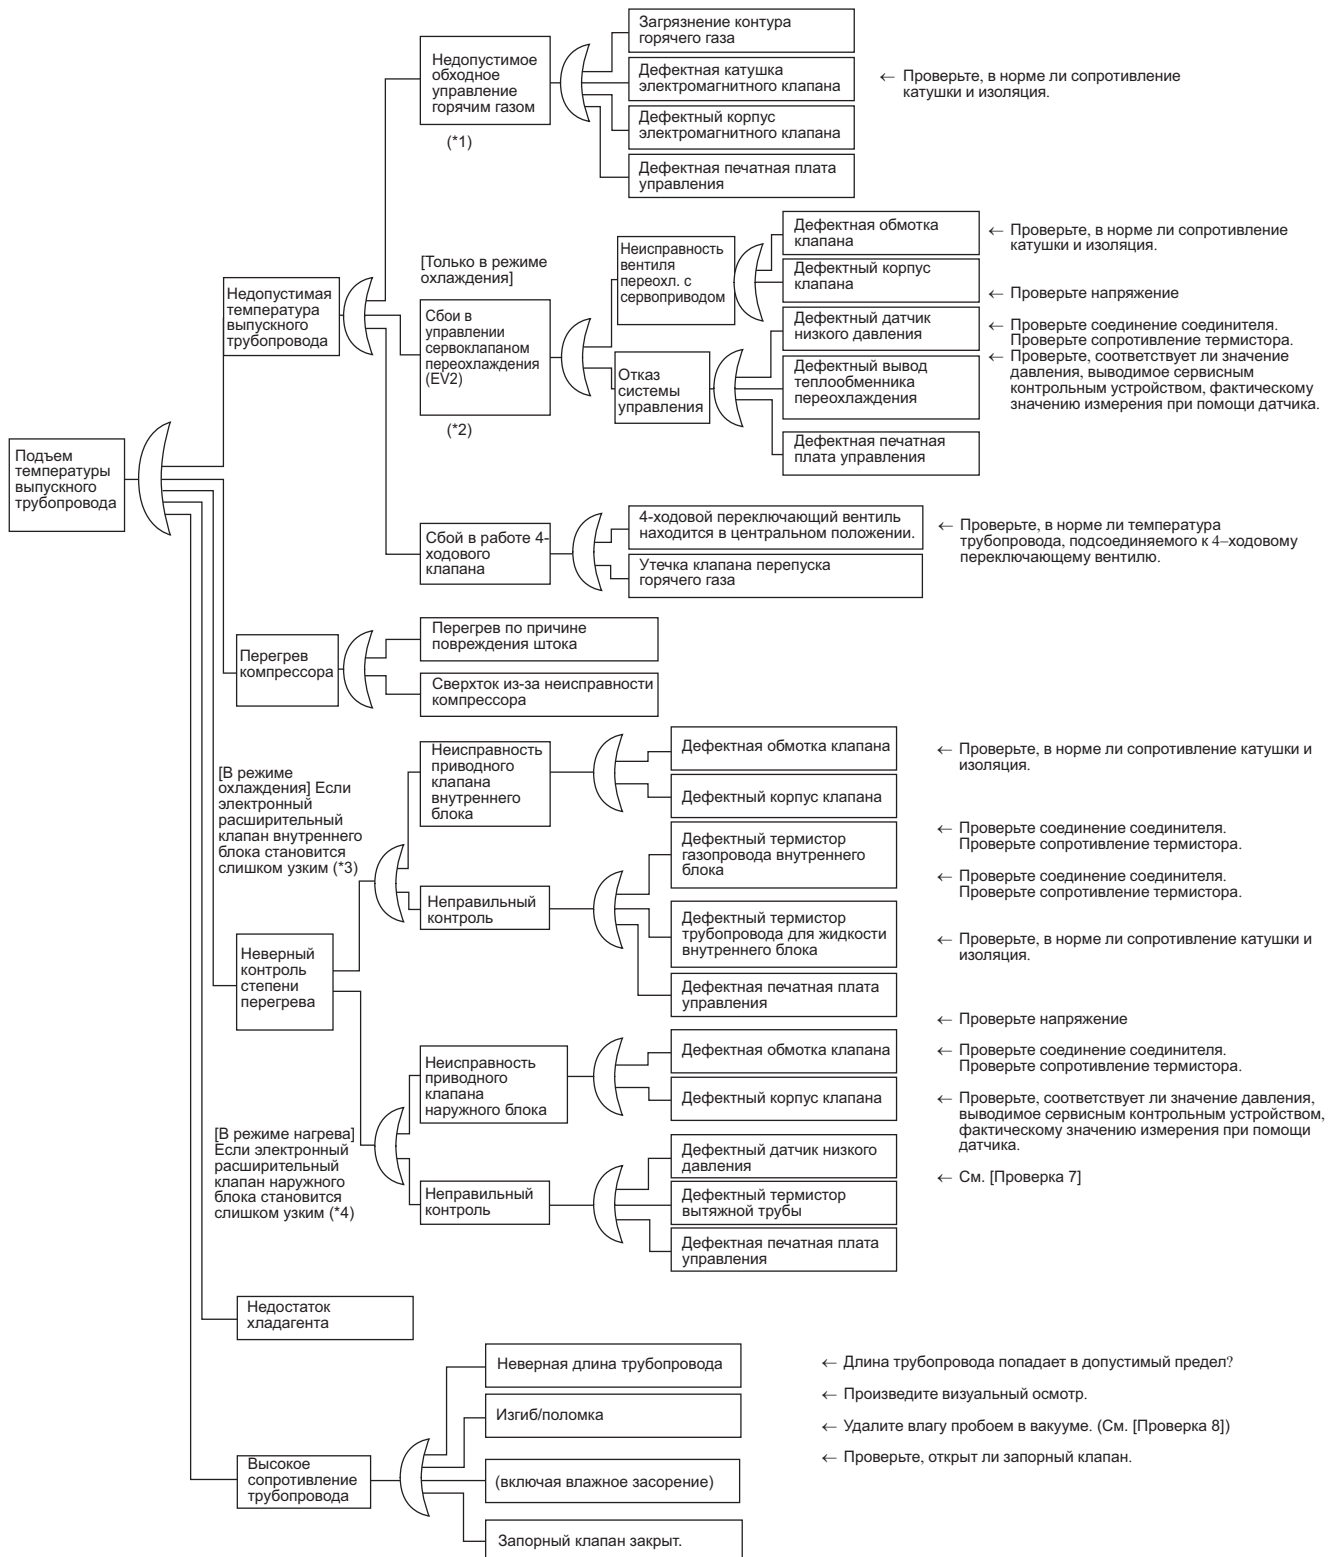 Загрязнение контура
горячего газа
Недопустимое
обходное
управление
горячим газом
(*1)
Дефектная катушка
электромагнитного клапана
← Проверьте, в норме ли сопротивление
катушки и изоляция.
Дефектный корпус
электромагнитного клапана
Дефектная печатная плата
управления
Недопустимая
температура
выпускного
трубопровода
[Только в режиме
охлаждения]
Сбои в
управлении
сервоклапаном
переохлаждения
(EV2)
(*2)
Неисправность
вентиля
переохл. с
сервоприводом
Дефектная обмотка
клапана
← Проверьте, в норме ли сопротивление
катушки и изоляция.
Дефектный корпус
клапана
← Проверьте напряжение
Отказ
системы
управления
Дефектный датчик
низкого давления
← Проверьте соединение соединителя.
Проверьте сопротивление термистора.
Дефектный вывод
теплообменника
переохлаждения
← Проверьте, соответствует ли значение
давления, выводимое сервисным
контрольным устройством, фактическому
значению измерения при помощи датчика.
Дефектная печатная
плата управления
Подъем
температуры
выпускного
трубопровода
Сбой в работе 4-
ходового
клапана
4-ходовой переключающий вентиль
находится в центральном положении.
← Проверьте, в норме ли температура
трубопровода, подсоединяемого к 4–ходовому
переключающему вентилю.
Утечка клапана перепуска
горячего газа
Перегрев
компрессора
Перегрев по причине
повреждения штока
Сверхток из-за неисправности
компрессора
[В режиме
охлаждения] Если
электронный
расширительный
клапан внутреннего
блока становится
слишком узким (*3)
Неисправность
приводного
клапана
внутреннего
блока
Дефектная обмотка клапана
← Проверьте, в норме ли сопротивление катушки и
изоляция.
Дефектный корпус клапана
Неправильный
контроль
Дефектный термистор
газопровода внутреннего
блока
← Проверьте соединение соединителя.
Проверьте сопротивление термистора.
← Проверьте соединение соединителя.
Проверьте сопротивление термистора.
Дефектный термистор
трубопровода для жидкости
внутреннего блока
← Проверьте, в норме ли сопротивление катушки и
изоляция.
Дефектная печатная плата
управления
Неверный
контроль
степени
перегрева
← Проверьте напряжение
Неисправность
приводного
клапана
наружного блока
Дефектная обмотка клапана
← Проверьте соединение соединителя.
Проверьте сопротивление термистора.
Дефектный корпус клапана
← Проверьте, соответствует ли значение давления,
выводимое сервисным контрольным устройством,
фактическому значению измерения при помощи
датчика.
[В режиме нагрева]
Если электронный
расширительный
клапан наружного
блока становится
слишком узким (*4)
Неправильный
контроль
Дефектный датчик низкого
давления
← См. [Проверка 7]
Дефектный термистор
вытяжной трубы
Дефектная печатная плата
управления
Недостаток
хладагента
Высокое
сопротивление
трубопровода
Неверная длина трубопровода
← Длина трубопровода попадает в допустимый предел?
← Произведите визуальный осмотр.
Изгиб/поломка
← Удалите влагу пробоем в вакууме. (См. [Проверка 8])
← Проверьте, открыт ли запорный клапан.
(включая влажное засорение)
Запорный клапан закрыт.